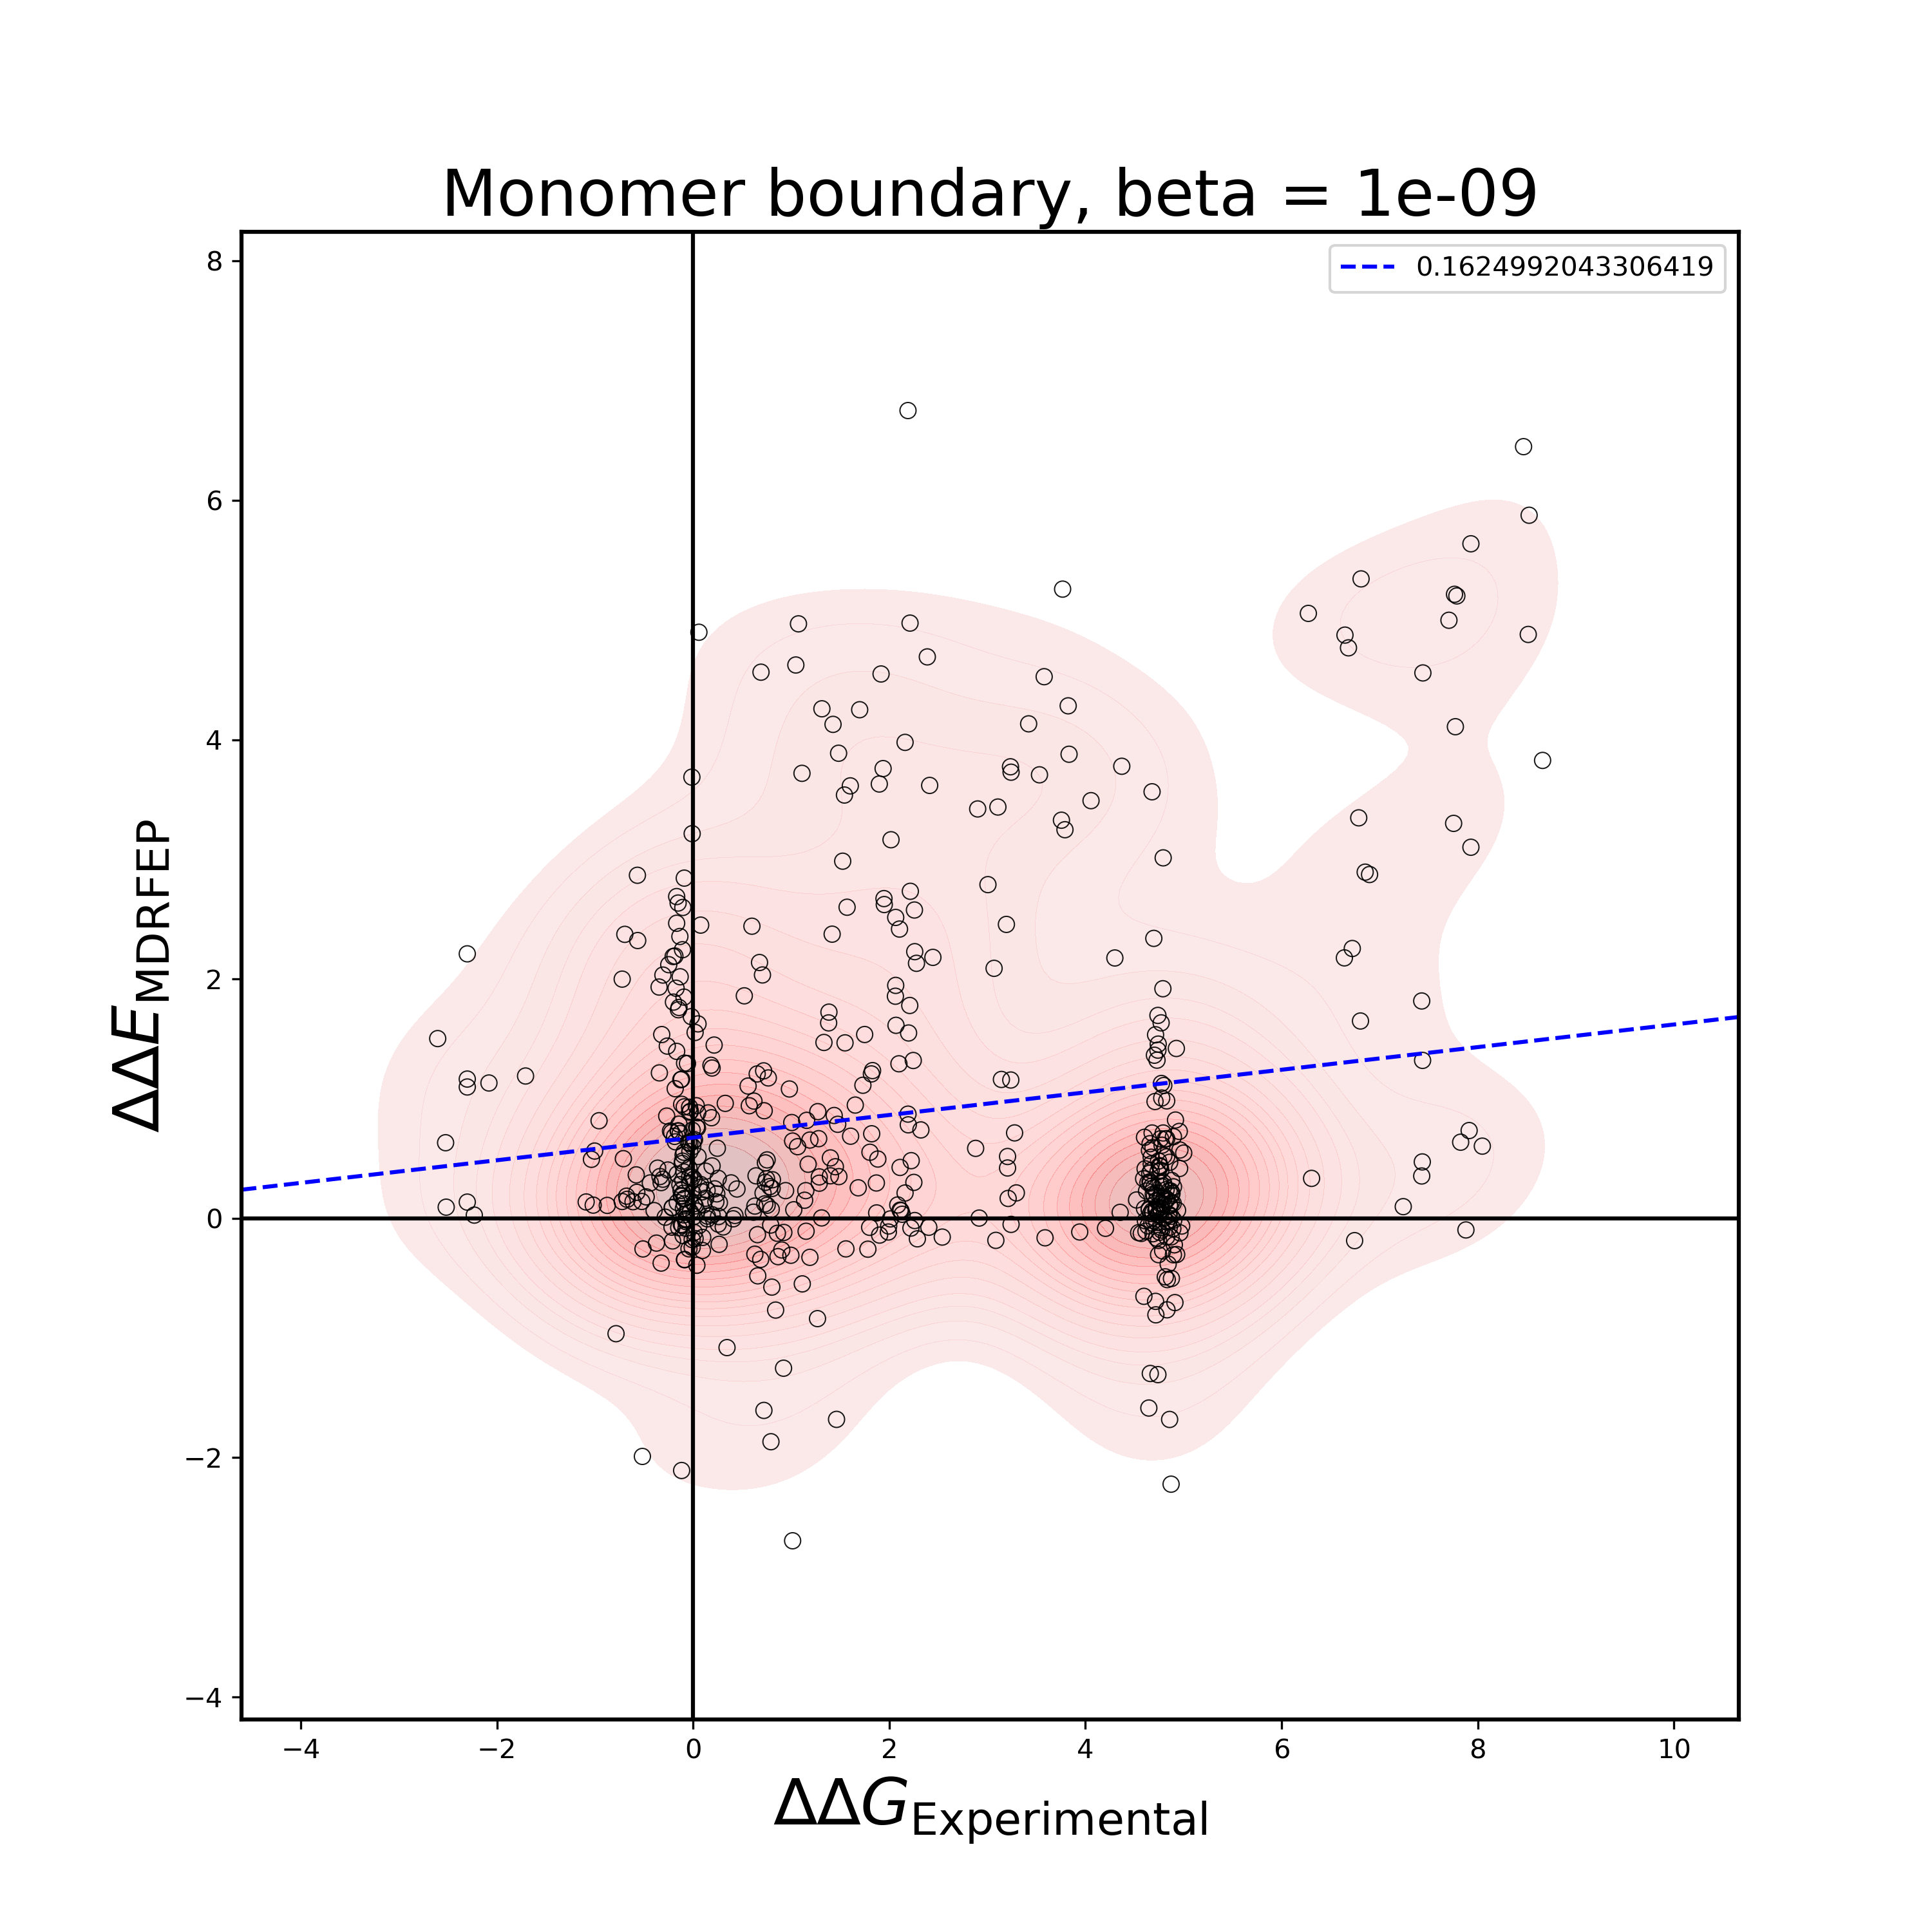 Monomer boundary, beta = 1e-09
0.1624992043306419
8
6
4
2
0
−2
−4
ΔΔE_MDRFEP
−4 −2 0 2 4 6 8 10
ΔΔG_Experimental